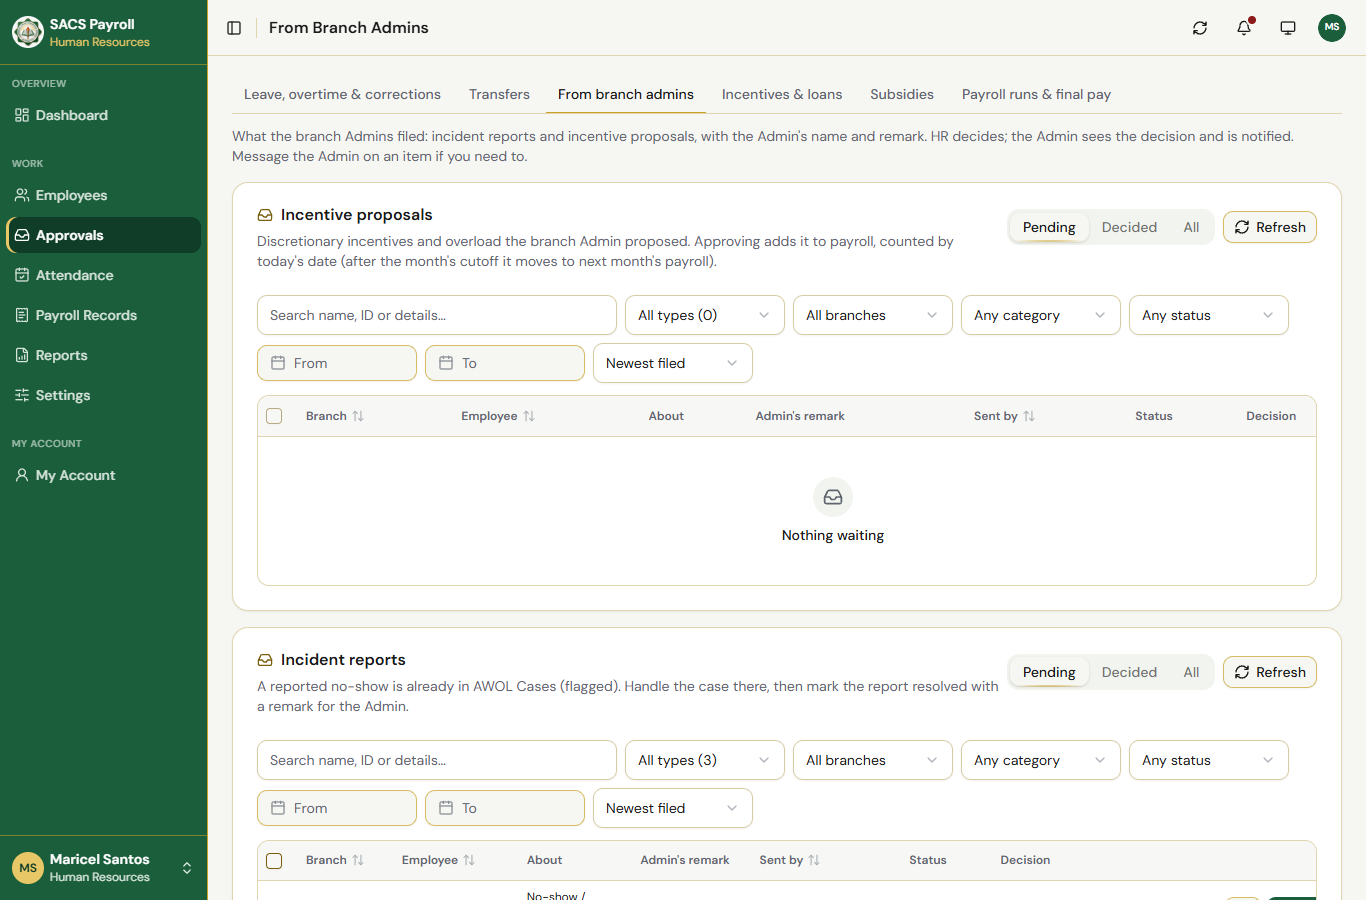 SACS Payroll
Human Resources
OVERVIEW
Dashboard
WORK
Employees
Approvals
Attendance
Payroll Records
Reports
Settings
MY ACCOUNT
My Account
MS
Maricel Santos
Human Resources
From Branch Admins
MS
Leave, overtime & corrections
Transfers
From branch admins
Incentives & loans
Subsidies
Payroll runs & final pay
What the branch Admins filed: incident reports and incentive proposals, with the Admin's name and remark. HR decides; the Admin sees the decision and is notified.
Message the Admin on an item if you need to.
Incentive proposals
Discretionary incentives and overload the branch Admin proposed. Approving adds it to payroll, counted by
today's date (after the month's cutoff it moves to next month's payroll).
Pending
Decided
All
Refresh
Search name, ID or details...
All types (0)
All branches
Any category
Any status
From
To
Newest filed
Branch
Employee
About
Admin's remark
Sent by
Status
Decision
Nothing waiting
Incident reports
A reported no-show is already in AWOL Cases (flagged). Handle the case there, then mark the report resolved with
a remark for the Admin.
Pending
Decided
All
Refresh
Search name, ID or details...
All types (3)
All branches
Any category
Any status
From
To
Newest filed
Branch
Employee
About
Admin's remark
Sent by
Status
Decision
No-show /